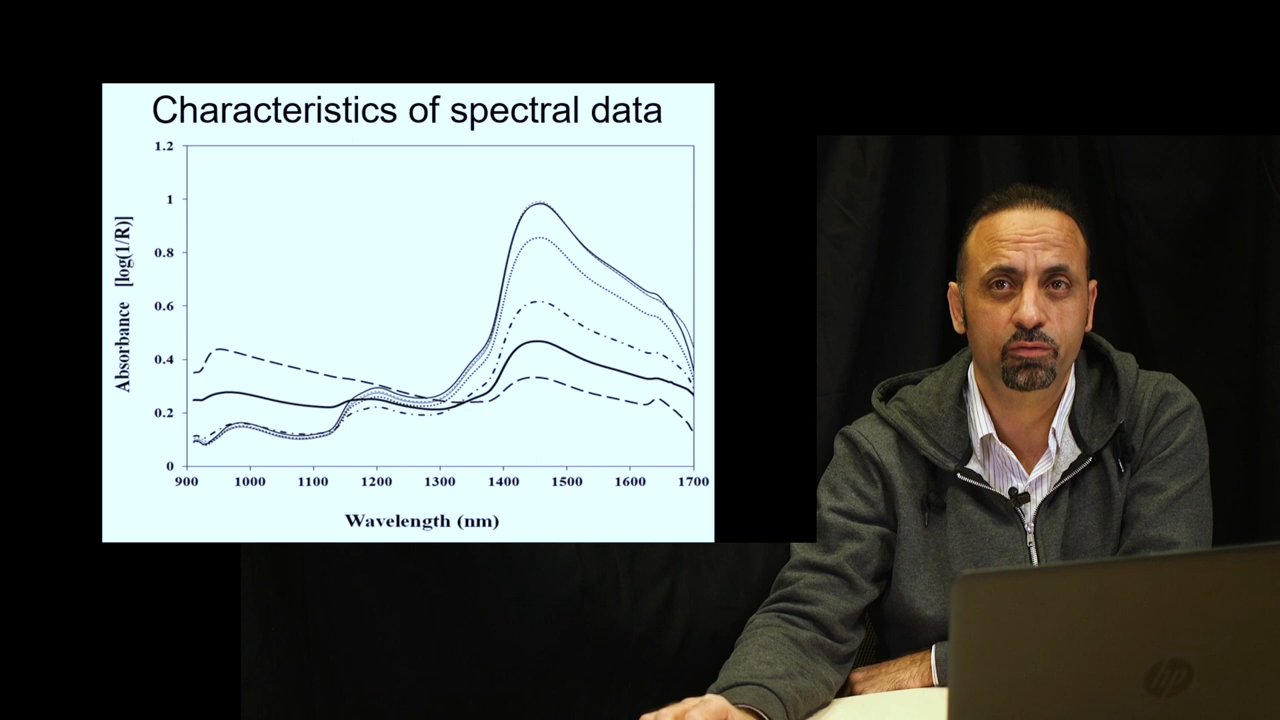 Characteristics of spectral data
1.2
1
0.8
0.6
0.4
0.2
0
Absorbance [log(1/R)]
900 1000 1100 1200 1300 1400 1500 1600 1700
Wavelength (nm)
hp